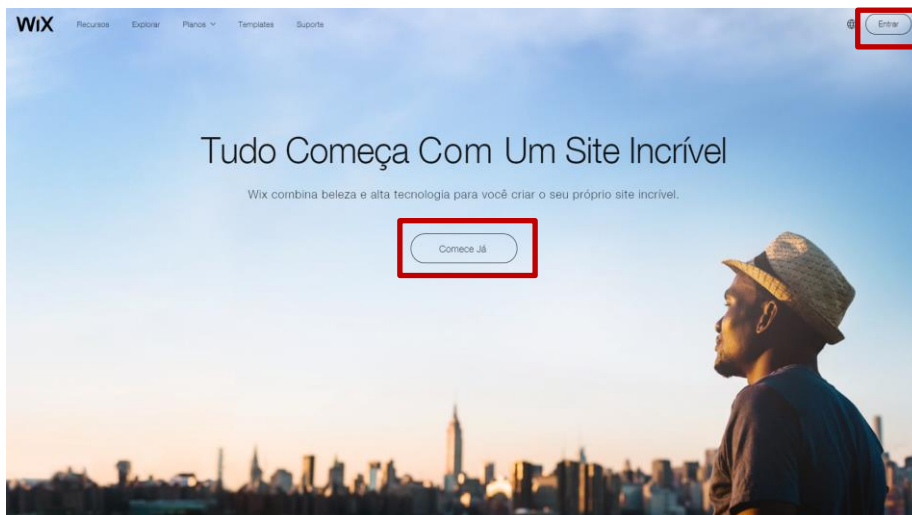 WiX Recursos Explorar Planos Templates Suporte Entrar
Tudo Começa Com Um Site Incrível
Wix combina beleza e alta tecnologia para você criar o seu próprio site incrível.
Comece Já